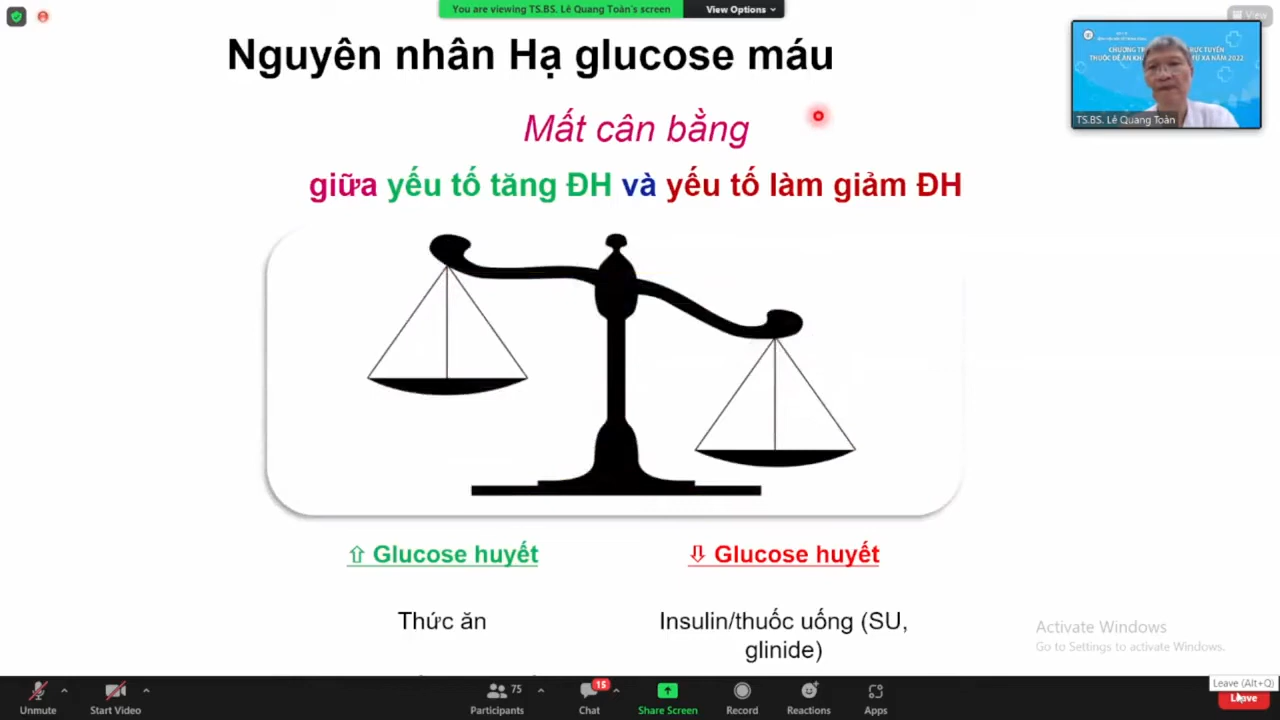 You are viewing TS.BS. Lê Quang Toàn's screen
View Options
View
Nguyên nhân Hạ glucose máu
Mất cân bằng
giữa yếu tố tăng ĐH và yếu tố làm giảm ĐH
TS.BS. Lê Quang Toàn
⇧ Glucose huyết
⇩ Glucose huyết
Thức ăn
Insulin/thuốc uống (SU,
glinide)
Activate Windows
Go to Settings to activate Windows.
Leave (Alt+Q)
Unmute
Start Video
Participants
75
Chat
15
Share Screen
Record
Reactions
Apps
Leave